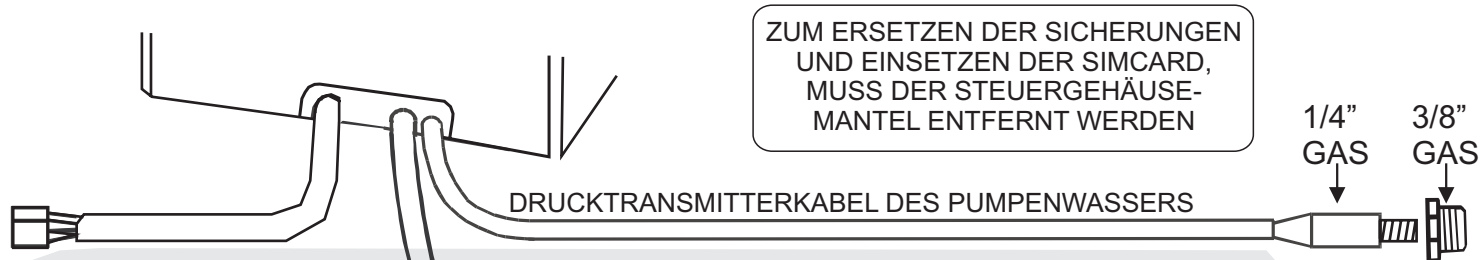 ZUM ERSETZEN DER SICHERUNGEN
UND EINSETZEN DER SIMCARD,
MUSS DER STEUERGEHÄUSE-
MANTEL ENTFERNT WERDEN
1/4” 3/8”
GAS GAS
DRUCKTRANSMITTERKABEL DES PUMPENWASSERS